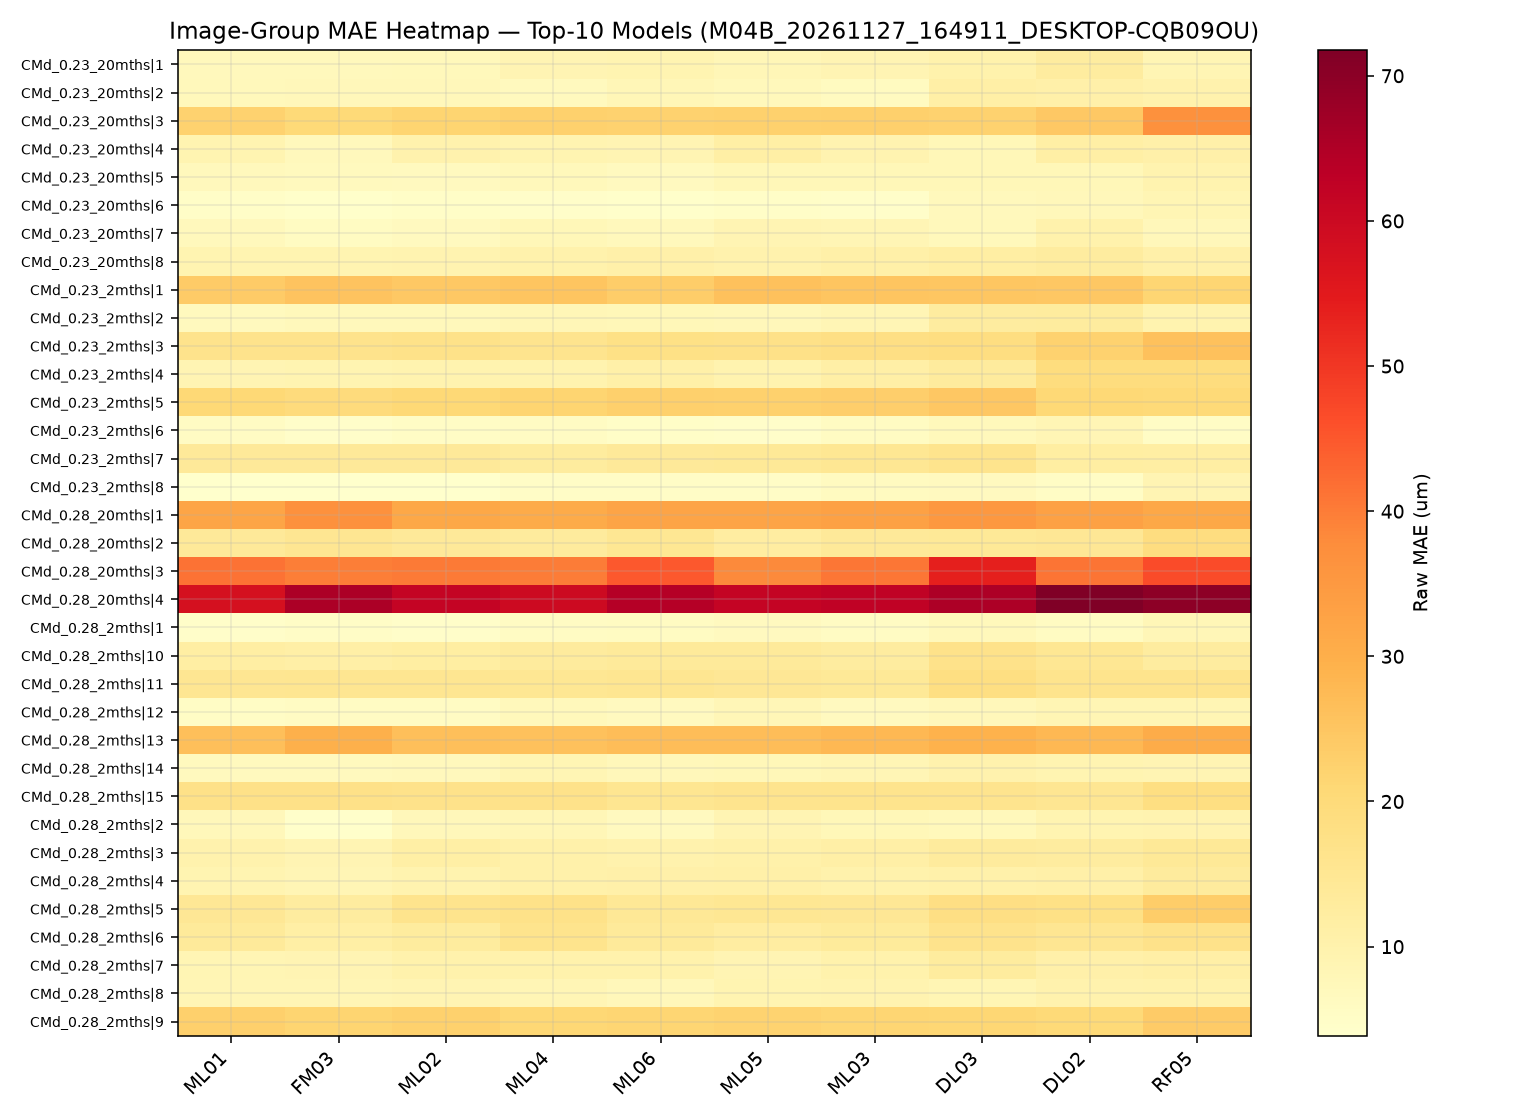 Image-Group MAE Heatmap — Top-10 Models (M04B_20261127_164911_DESKTOP-CQB09OU)
CMd_0.23_20mths|1
CMd_0.23_20mths|2
CMd_0.23_20mths|3
CMd_0.23_20mths|4
CMd_0.23_20mths|5
CMd_0.23_20mths|6
CMd_0.23_20mths|7
CMd_0.23_20mths|8
CMd_0.23_2mths|1
CMd_0.23_2mths|2
CMd_0.23_2mths|3
CMd_0.23_2mths|4
CMd_0.23_2mths|5
CMd_0.23_2mths|6
CMd_0.23_2mths|7
CMd_0.23_2mths|8
CMd_0.28_20mths|1
CMd_0.28_20mths|2
CMd_0.28_20mths|3
CMd_0.28_20mths|4
CMd_0.28_2mths|1
CMd_0.28_2mths|10
CMd_0.28_2mths|11
CMd_0.28_2mths|12
CMd_0.28_2mths|13
CMd_0.28_2mths|14
CMd_0.28_2mths|15
CMd_0.28_2mths|2
CMd_0.28_2mths|3
CMd_0.28_2mths|4
CMd_0.28_2mths|5
CMd_0.28_2mths|6
CMd_0.28_2mths|7
CMd_0.28_2mths|8
CMd_0.28_2mths|9
ML01
FM03
ML02
ML04
ML06
ML05
ML03
DL03
DL02
RF05
70
60
50
40
30
20
10
Raw MAE (um)